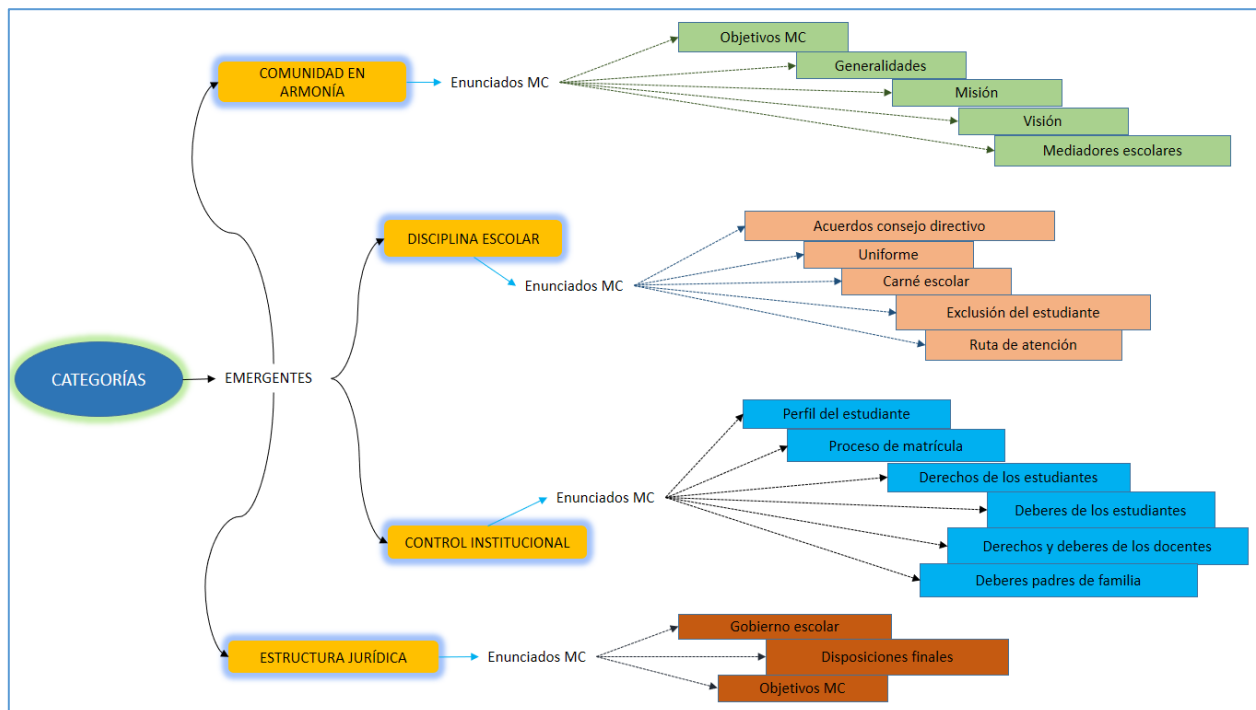 CATEGORÍAS
EMERGENTES
COMUNIDAD EN
ARMONÍA
Enunciados MC
Objetivos MC
Generalidades
Misión
Visión
Mediadores escolares
DISCIPLINA ESCOLAR
Enunciados MC
Acuerdos consejo directivo
Uniforme
Carné escolar
Exclusión del estudiante
Ruta de atención
CONTROL INSTITUCIONAL
Enunciados MC
Perfil del estudiante
Proceso de matrícula
Derechos de los estudiantes
Deberes de los estudiantes
Derechos y deberes de los docentes
Deberes padres de familia
ESTRUCTURA JURÍDICA
Enunciados MC
Gobierno escolar
Disposiciones finales
Objetivos MC